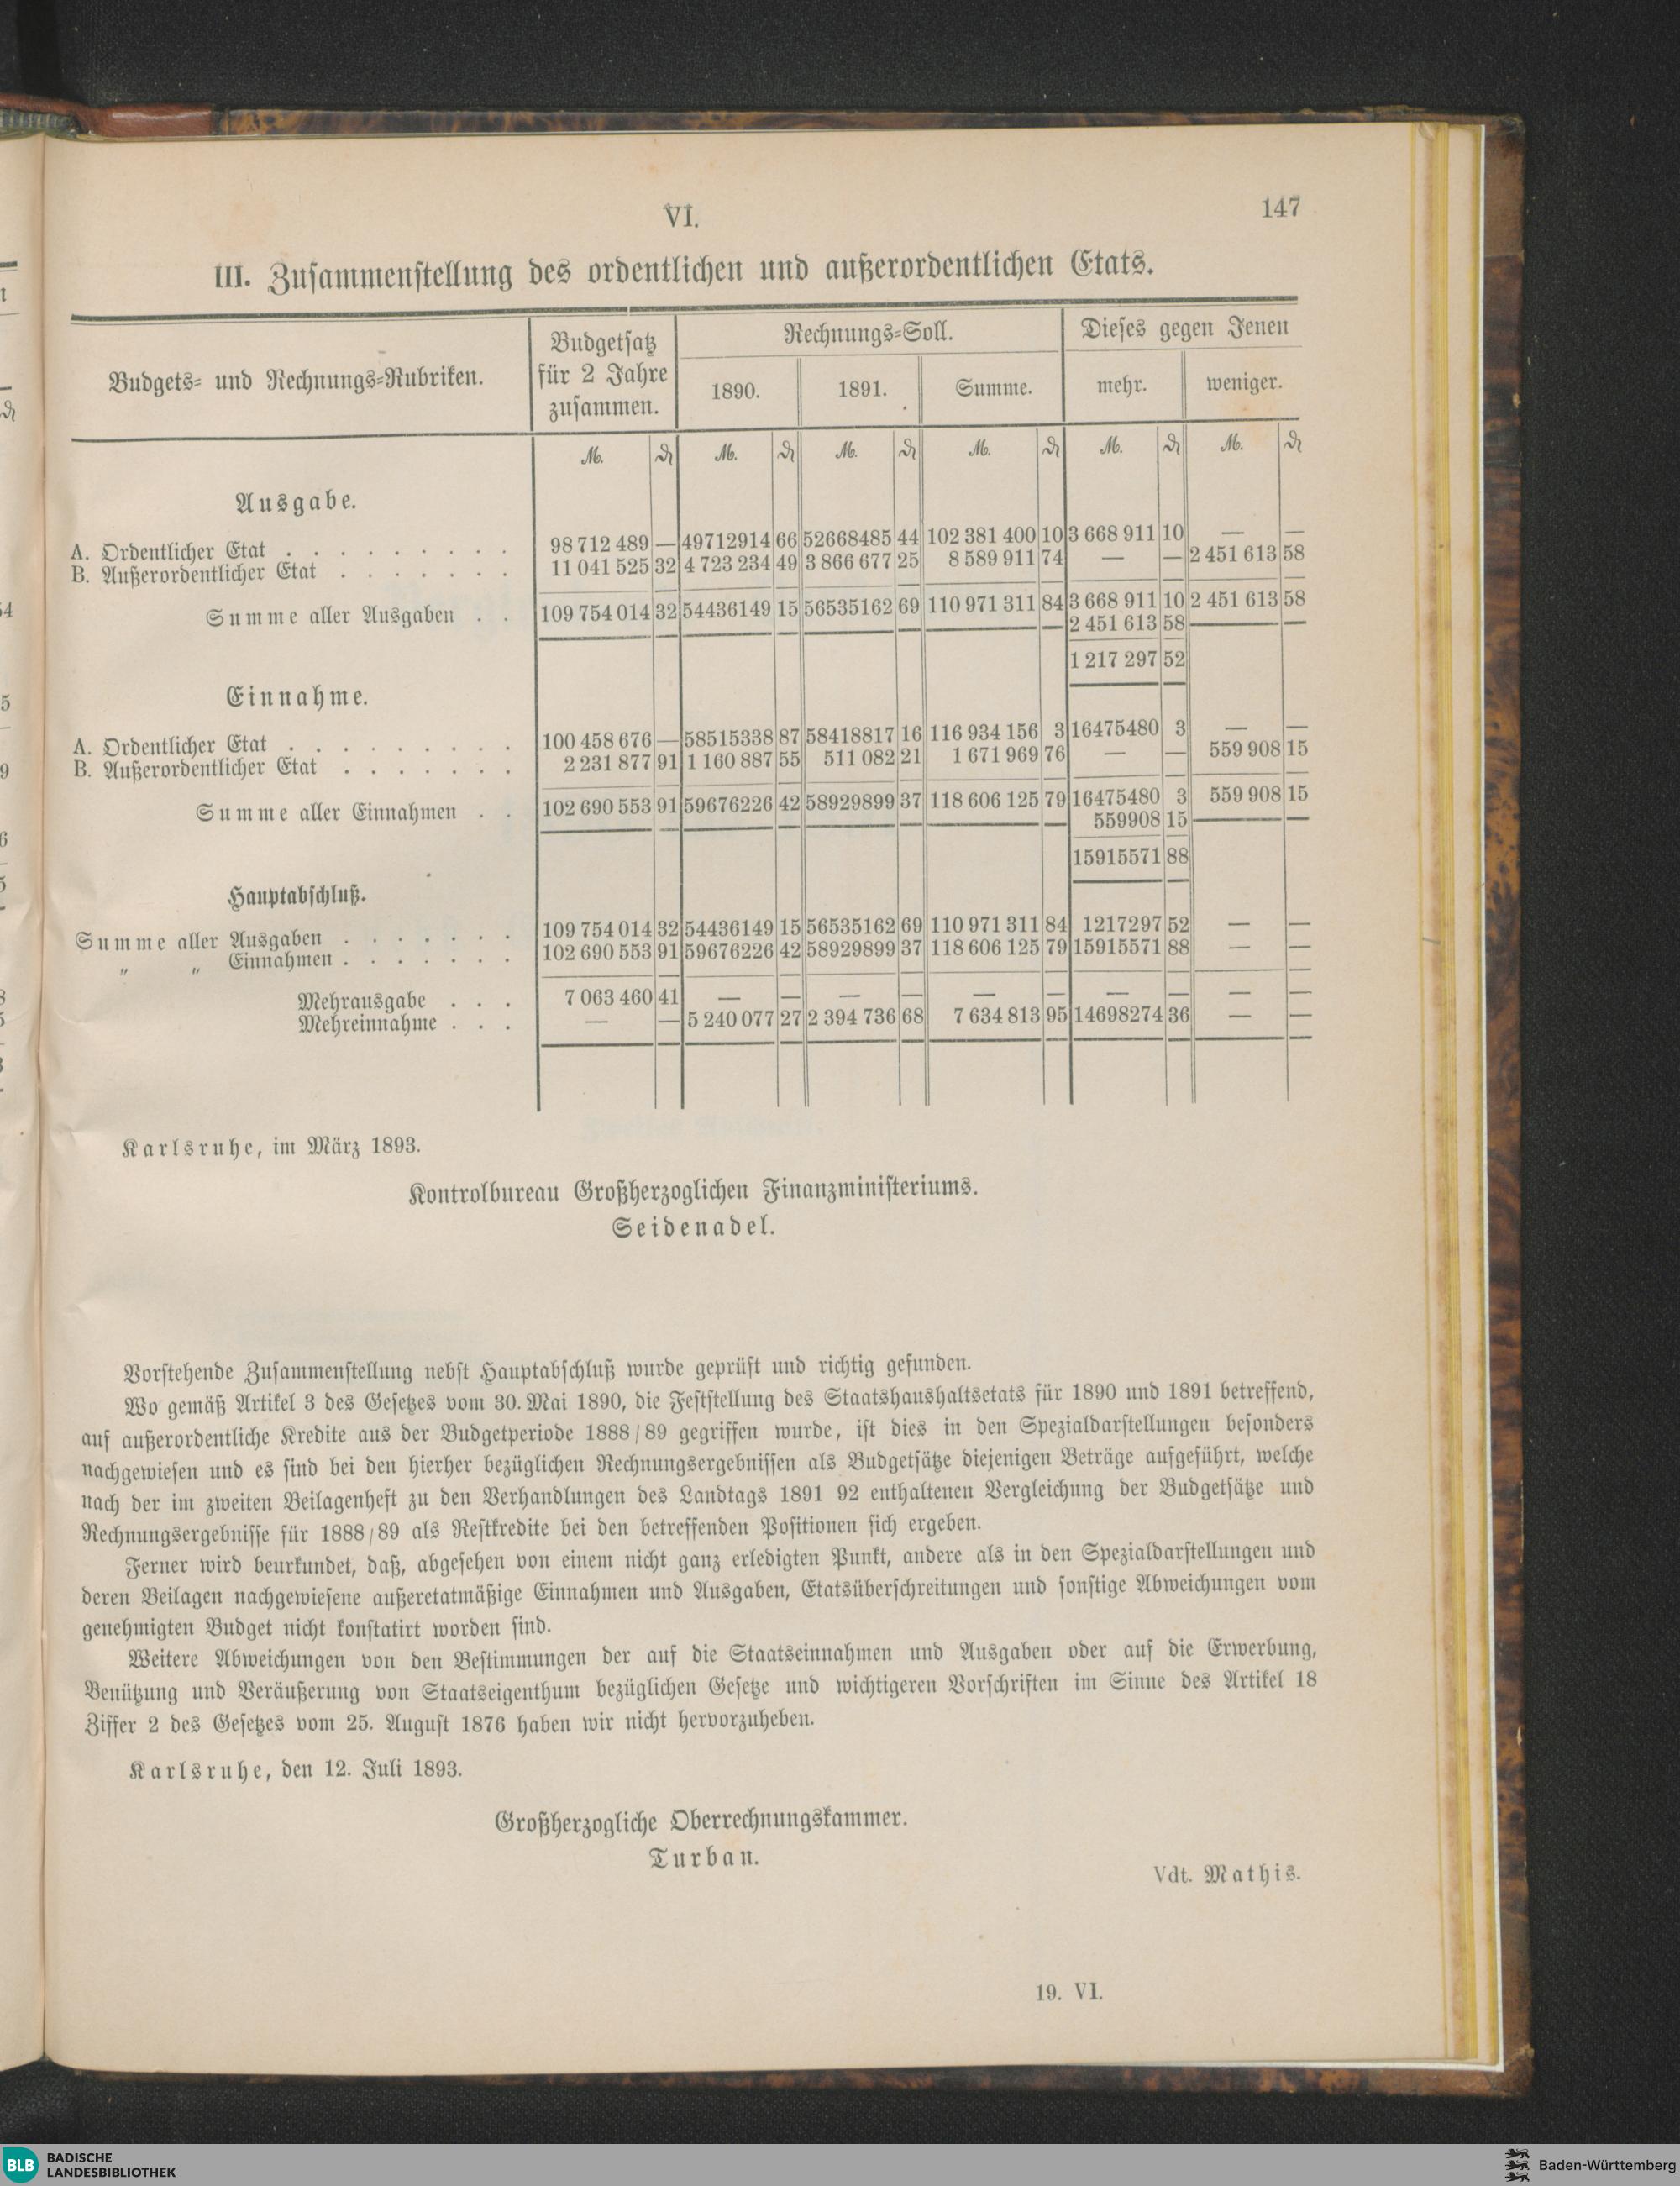 VI.
147
III. Zusammenstellung des ordentlichen und außerordentlichen Etats.
Budgets- und Rechnungs-Rubriken.
Budgetsatz
für 2 Jahre
zusammen.
Rechnungs-Soll.
1890. 1891. Summe.
Dieses gegen Jenen
mehr. weniger.
M. ₰ M. ₰ M. ₰ M. ₰ M. ₰ M. ₰
Ausgabe.
A. Ordentlicher Etat . . . . . . . . . 98 712 489 — 49712914 66 52668485 44 102 381 400 10 3 668 911 10 — —
B. Außerordentlicher Etat . . . . . . . 11 041 525 32 4 723 234 49 3 866 677 25 8 589 911 74 — — 2 451 613 58
Summe aller Ausgaben . . 109 754 014 32 54436149 15 56535162 69 110 971 311 84 3 668 911 10 2 451 613 58
2 451 613 58
1 217 297 52
Einnahme.
A. Ordentlicher Etat . . . . . . . . . 100 458 676 — 58515338 87 58418817 16 116 934 156 3 16475480 3 — —
B. Außerordentlicher Etat . . . . . . . 2 231 877 91 1 160 887 55 511 082 21 1 671 969 76 — — 559 908 15
Summe aller Einnahmen . . 102 690 553 91 59676226 42 58929899 37 118 606 125 79 16475480 3 559 908 15
559908 15
15915571 88
Hauptabschluß.
Summe aller Ausgaben . . . . . . . 109 754 014 32 54436149 15 56535162 69 110 971 311 84 1217297 52 — —
" " Einnahmen . . . . . . . 102 690 553 91 59676226 42 58929899 37 118 606 125 79 15915571 88 — —
Mehrausgabe . . . 7 063 460 41 — — — — — — — — — —
Mehreinnahme . . . — — 5 240 077 27 2 394 736 68 7 634 813 95 14698274 36 — —
Karlsruhe, im März 1893.
Kontrolbureau Großherzoglichen Finanzministeriums.
Seidenadel.
Vorstehende Zusammenstellung nebst Hauptabschluß wurde geprüft und richtig gefunden.
Wo gemäß Artikel 3 des Gesetzes vom 30. Mai 1890, die Feststellung des Staatshaushaltsetats für 1890 und 1891 betreffend,
auf außerordentliche Kredite aus der Budgetperiode 1888/89 gegriffen wurde, ist dies in den Spezialdarstellungen besonders
nachgewiesen und es sind bei den hierher bezüglichen Rechnungsergebnissen als Budgetsätze diejenigen Beträge aufgeführt, welche
nach der im zweiten Beilagenheft zu den Verhandlungen des Landtags 1891 92 enthaltenen Vergleichung der Budgetsätze und
Rechnungsergebnisse für 1888/89 als Restkredite bei den betreffenden Positionen sich ergeben.
Ferner wird beurkundet, daß, abgesehen von einem nicht ganz erledigten Punkt, andere als in den Spezialdarstellungen und
deren Beilagen nachgewiesene außeretatmäßige Einnahmen und Ausgaben, Etatsüberschreitungen und sonstige Abweichungen vom
genehmigten Budget nicht konstatirt worden sind.
Weitere Abweichungen von den Bestimmungen der auf die Staatseinnahmen und Ausgaben oder auf die Erwerbung,
Benützung und Veräußerung von Staatseigenthum bezüglichen Gesetze und wichtigeren Vorschriften im Sinne des Artikel 18
Ziffer 2 des Gesetzes vom 25. August 1876 haben wir nicht hervorzuheben.
Karlsruhe, den 12. Juli 1893.
Großherzogliche Oberrechnungskammer.
Turban.
Vdt. Mathis.
19. VI.
BLB BADISCHE
LANDESBIBLIOTHEK
Baden-Württemberg